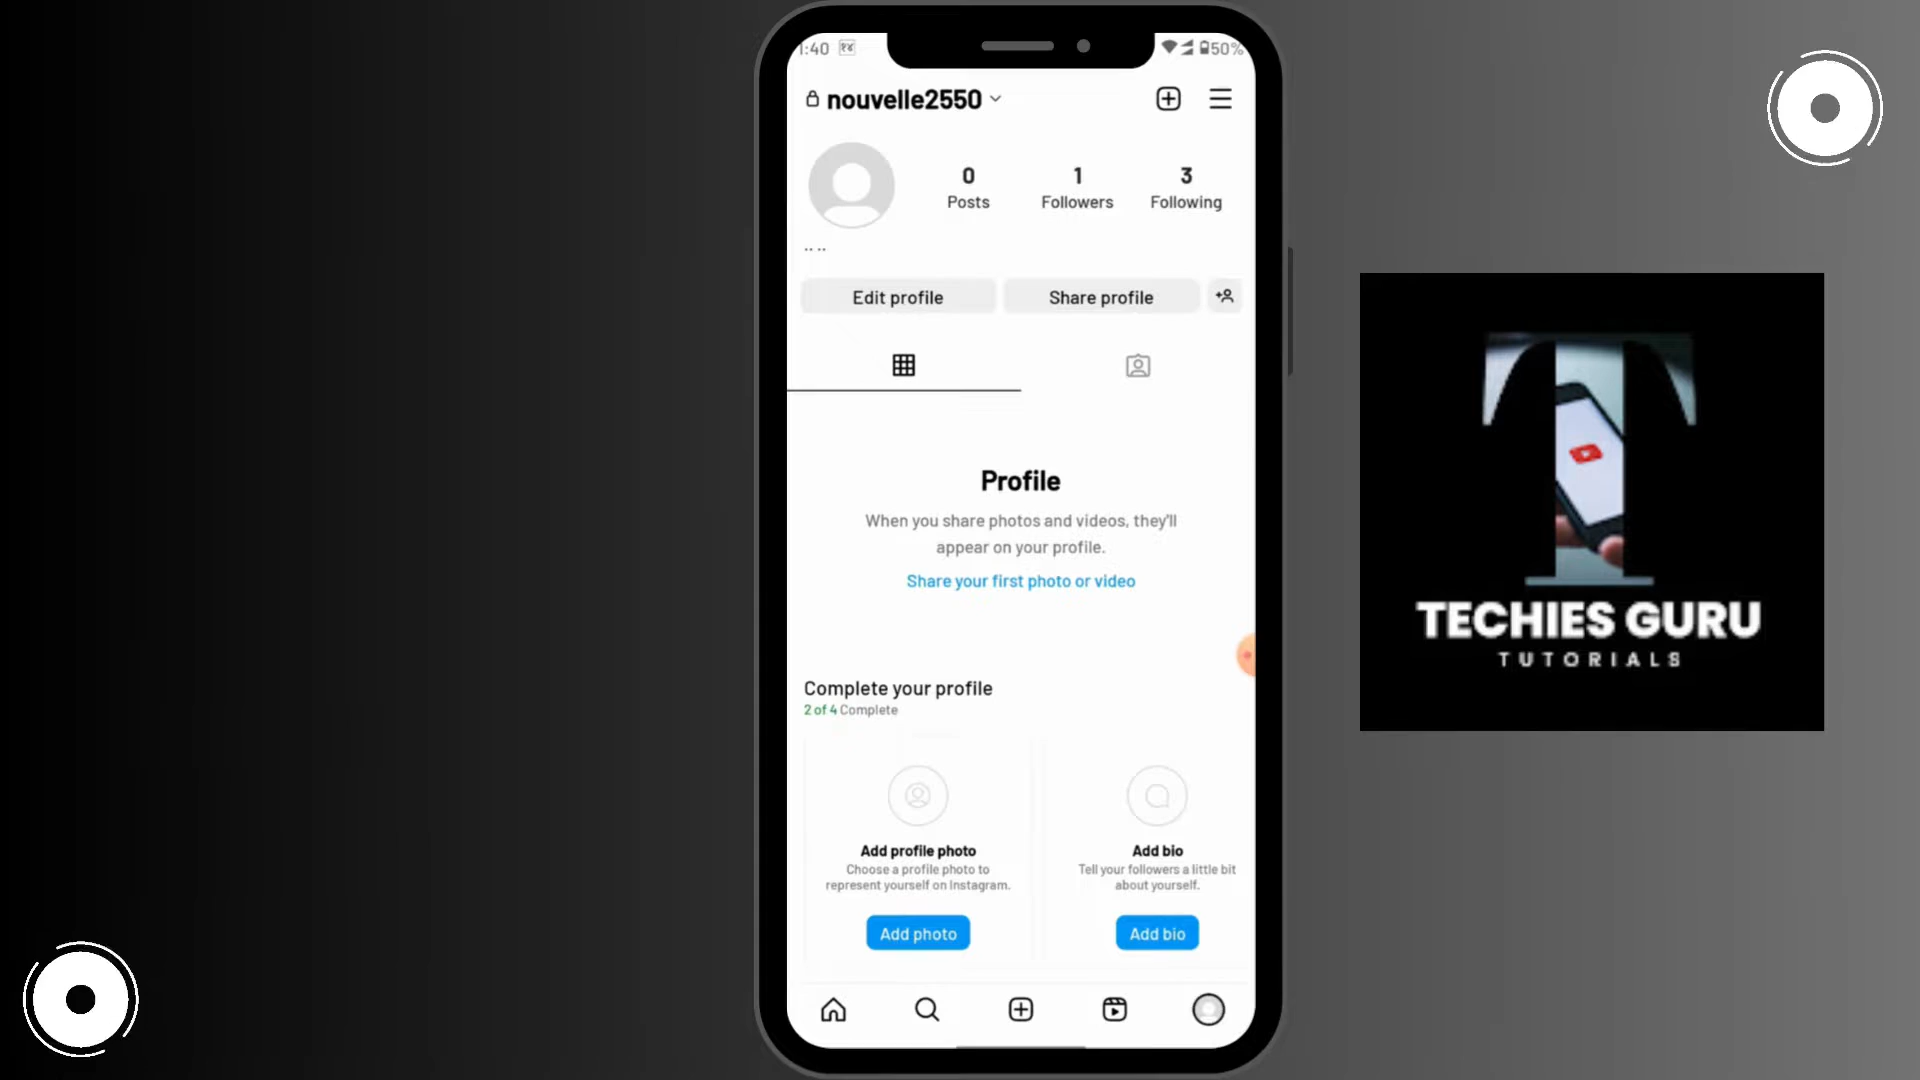 1:40
50%
nouvelle2550
0
Posts
1
Followers
3
Following
.. ..
Edit profile
Share profile
Profile
When you share photos and videos, they'll
appear on your profile.
Share your first photo or video
Complete your profile
2 of 4 Complete
Add profile photo
Choose a profile photo to
represent yourself on Instagram.
Add photo
Add bio
Tell your followers a little bit
about yourself.
Add bio
T
TECHIES GURU
TUTORIALS